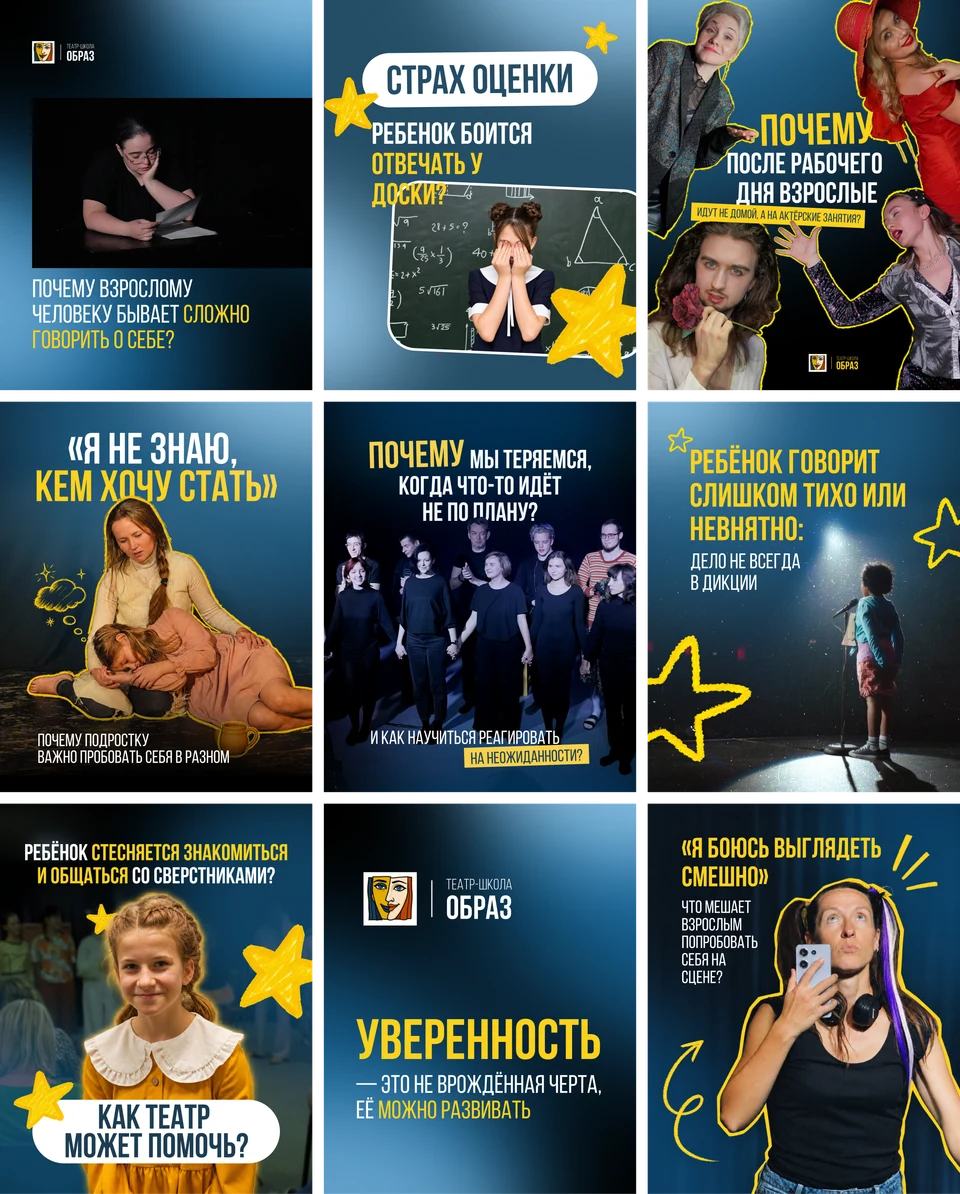 ТЕАТР-ШКОЛА
ОБРАЗ
ПОЧЕМУ ВЗРОСЛОМУ
ЧЕЛОВЕКУ БЫВАЕТ СЛОЖНО
ГОВОРИТЬ О СЕБЕ?
СТРАХ ОЦЕНКИ
РЕБЕНОК БОИТСЯ
ОТВЕЧАТЬ У
ДОСКИ?
ПОЧЕМУ
ПОСЛЕ РАБОЧЕГО
ДНЯ ВЗРОСЛЫЕ
ИДУТ НЕ ДОМОЙ, А НА АКТЁРСКИЕ ЗАНЯТИЯ?
ТЕАТР-ШКОЛА
ОБРАЗ
«Я НЕ ЗНАЮ,
КЕМ ХОЧУ СТАТЬ»
ПОЧЕМУ ПОДРОСТКУ
ВАЖНО ПРОБОВАТЬ СЕБЯ В РАЗНОМ
ПОЧЕМУ МЫ ТЕРЯЕМСЯ,
КОГДА ЧТО-ТО ИДЁТ
НЕ ПО ПЛАНУ?
И КАК НАУЧИТЬСЯ РЕАГИРОВАТЬ
НА НЕОЖИДАННОСТИ?
РЕБЁНОК ГОВОРИТ
СЛИШКОМ ТИХО ИЛИ
НЕВНЯТНО:
ДЕЛО НЕ ВСЕГДА
В ДИКЦИИ
РЕБЁНОК СТЕСНЯЕТСЯ ЗНАКОМИТЬСЯ
И ОБЩАТЬСЯ СО СВЕРСТНИКАМИ?
КАК ТЕАТР
МОЖЕТ ПОМОЧЬ?
ТЕАТР-ШКОЛА
ОБРАЗ
УВЕРЕННОСТЬ
— ЭТО НЕ ВРОЖДЁННАЯ ЧЕРТА,
ЕЁ МОЖНО РАЗВИВАТЬ
«Я БОЮСЬ ВЫГЛЯДЕТЬ
СМЕШНО»
ЧТО МЕШАЕТ
ВЗРОСЛЫМ
ПОПРОБОВАТЬ
СЕБЯ НА
СЦЕНЕ?